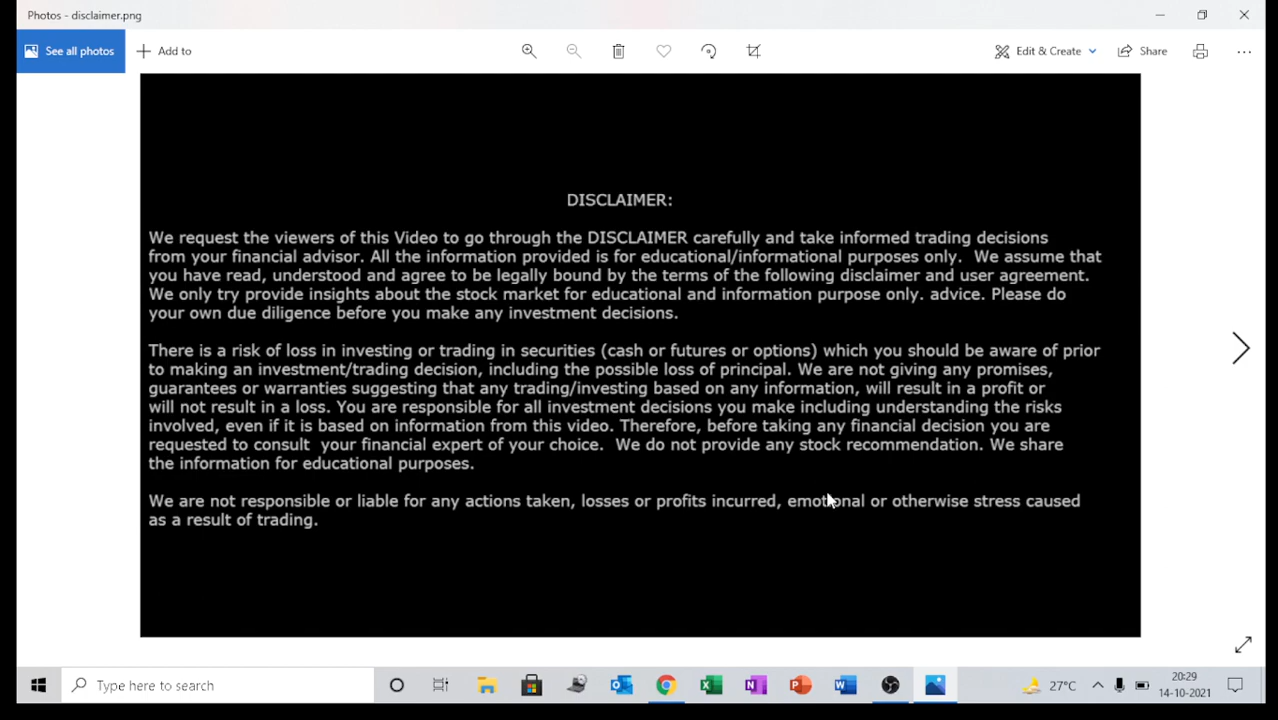 Photos - disclaimer.png
See all photos
Add to
Edit & Create
Share
DISCLAIMER:
We request the viewers of this Video to go through the DISCLAIMER carefully and take informed trading decisions
from your financial advisor. All the information provided is for educational/informational purposes only.  We assume that
you have read, understood and agree to be legally bound by the terms of the following disclaimer and user agreement.
We only try provide insights about the stock market for educational and information purpose only. advice. Please do
your own due diligence before you make any investment decisions.
There is a risk of loss in investing or trading in securities (cash or futures or options) which you should be aware of prior
to making an investment/trading decision, including the possible loss of principal. We are not giving any promises,
guarantees or warranties suggesting that any trading/investing based on any information, will result in a profit or
will not result in a loss. You are responsible for all investment decisions you make including understanding the risks
involved, even if it is based on information from this video. Therefore, before taking any financial decision you are
requested to consult  your financial expert of your choice.  We do not provide any stock recommendation. We share
the information for educational purposes.
We are not responsible or liable for any actions taken, losses or profits incurred, emotional or otherwise stress caused
as a result of trading.
Type here to search
27°C
20:29
14-10-2021